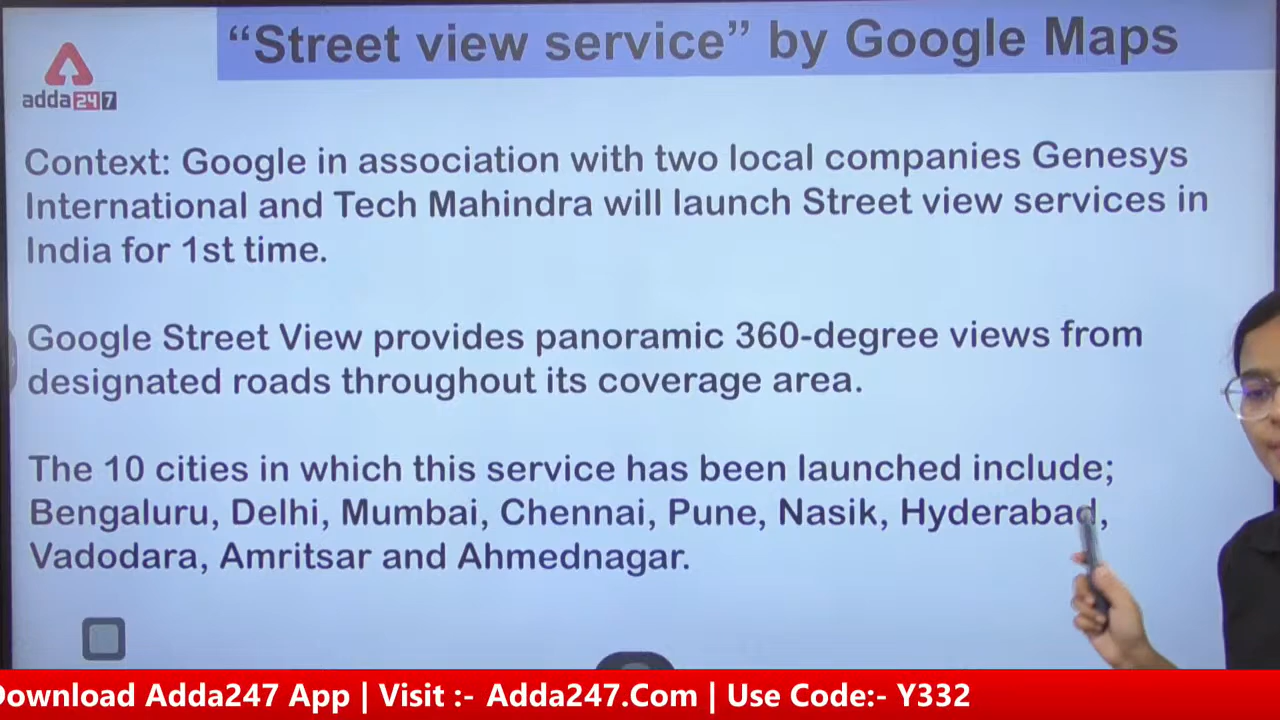 “Street view service” by Google Maps
adda247
Context: Google in association with two local companies Genesys
International and Tech Mahindra will launch Street view services in
India for 1st time.
Google Street View provides panoramic 360-degree views from
designated roads throughout its coverage area.
The 10 cities in which this service has been launched include;
Bengaluru, Delhi, Mumbai, Chennai, Pune, Nasik, Hyderabad,
Vadodara, Amritsar and Ahmednagar.
Download Adda247 App | Visit :- Adda247.Com | Use Code:- Y332